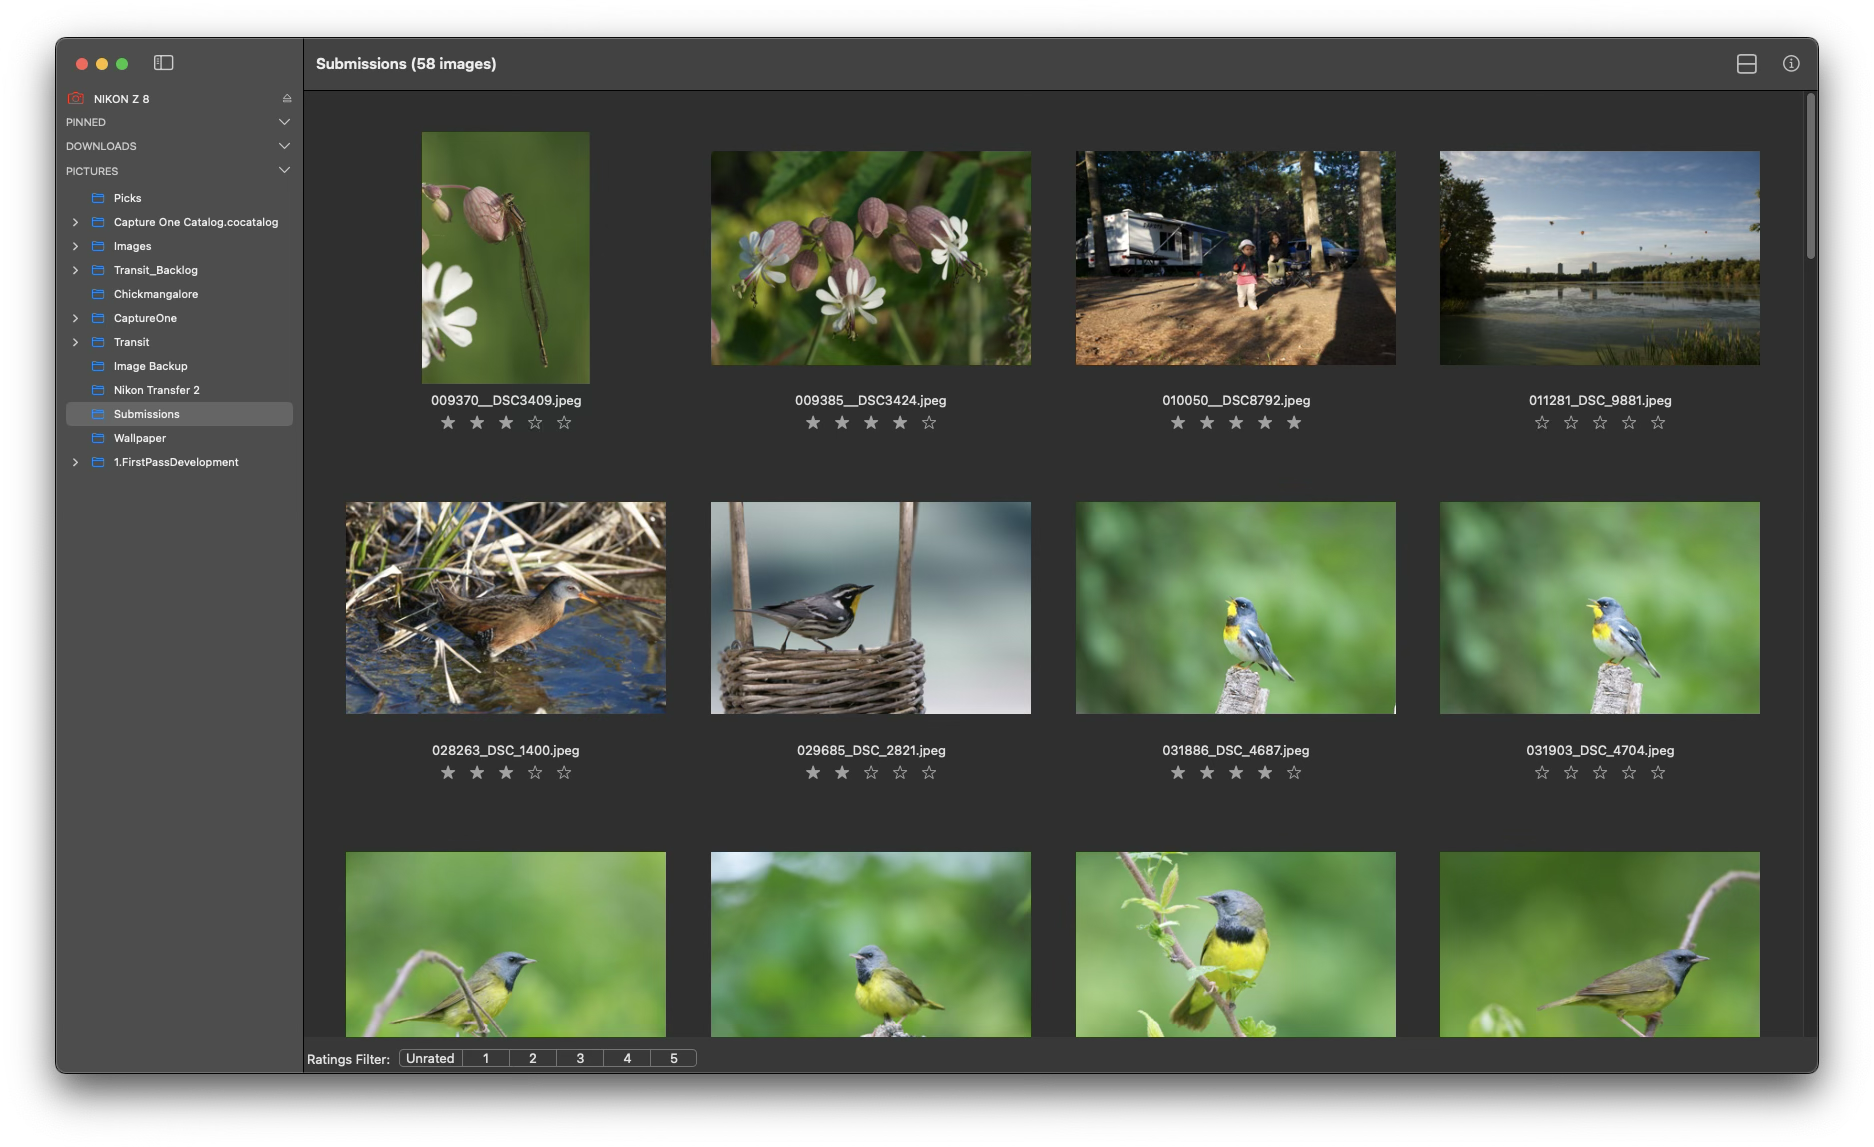 Submissions (58 images)
NIKON Z 8
PINNED
DOWNLOADS
PICTURES
Picks
Capture One Catalog.cocatalog
Images
Transit_Backlog
Chickmangalore
CaptureOne
Transit
Image Backup
Nikon Transfer 2
Submissions
Wallpaper
1.FirstPassDevelopment
009370__DSC3409.jpeg
009385__DSC3424.jpeg
010050__DSC8792.jpeg
011281_DSC_9881.jpeg
028263_DSC_1400.jpeg
029685_DSC_2821.jpeg
031886_DSC_4687.jpeg
031903_DSC_4704.jpeg
Ratings Filter: Unrated 1 2 3 4 5